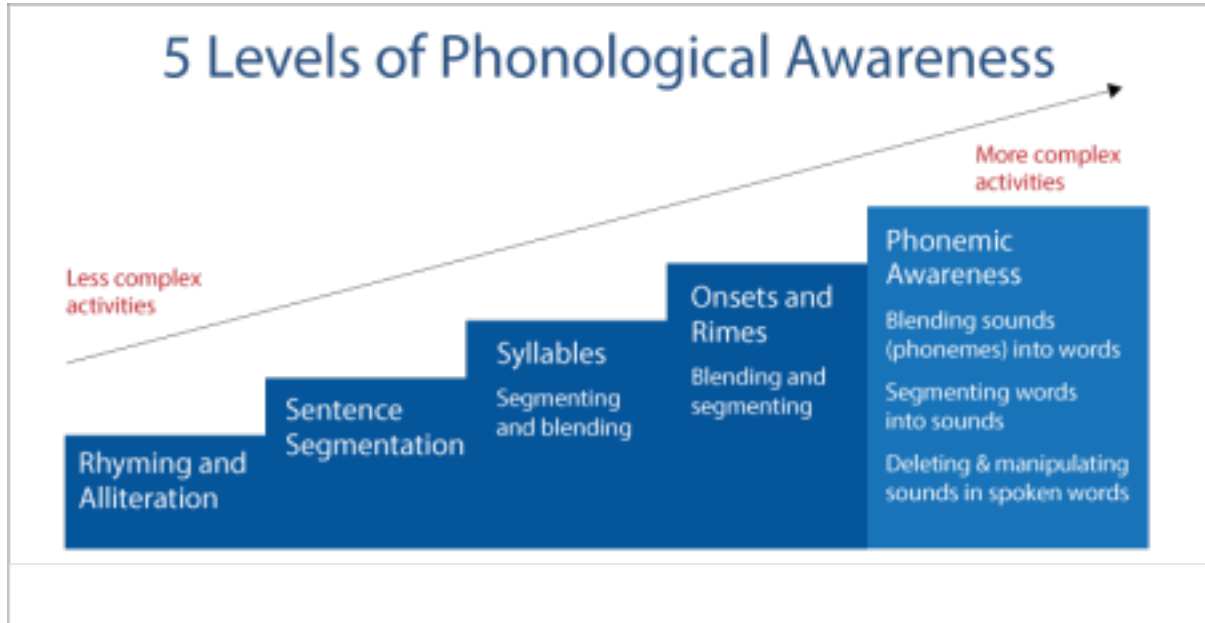 5 Levels of Phonological Awareness
More complex
activities
Less complex
activities
Rhyming and
Alliteration
Sentence
Segmentation
Syllables
Segmenting
and blending
Onsets and
Rimes
Blending and
segmenting
Phonemic
Awareness
Blending sounds
(phonemes) into words
Segmenting words
into sounds
Deleting & manipulating
sounds in spoken words